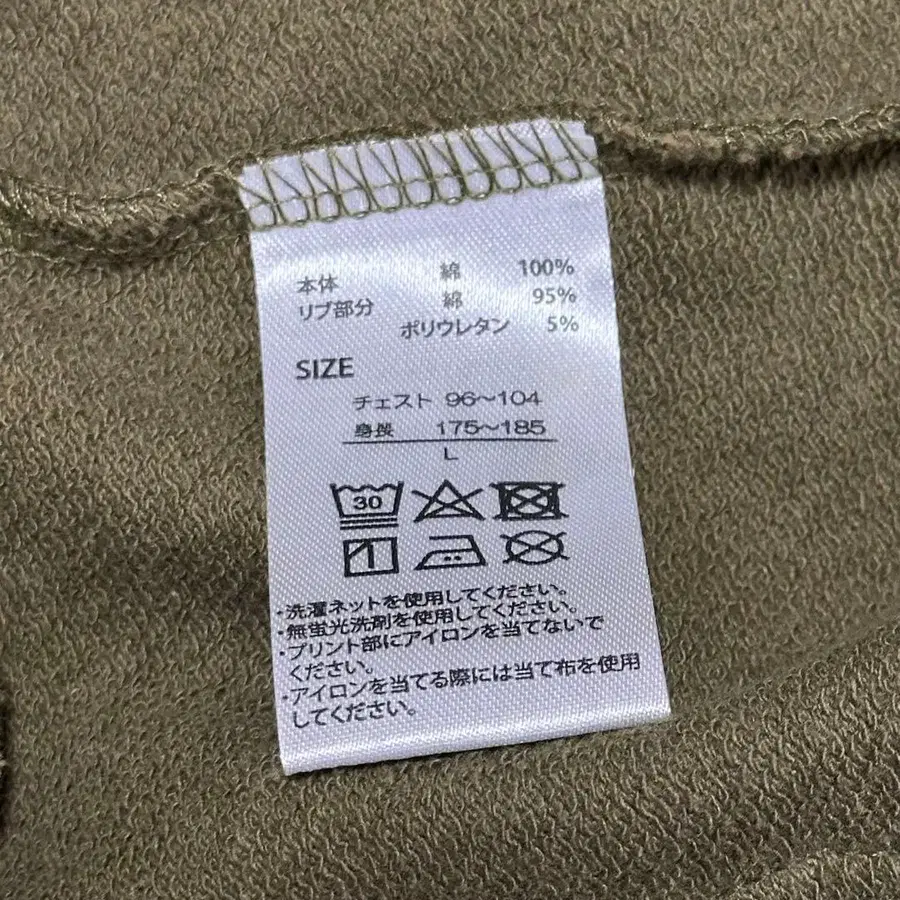 本体 綿 100%
リブ部分 綿 95%
ポリウレタン 5%
SIZE
チェスト 96〜104
身長 175〜185
L
30
・洗濯ネットを使用してください。
・無蛍光洗剤を使用してください。
・プリント部にアイロンを当てないで
ください。
・アイロンを当てる際には当て布を使用
してください。